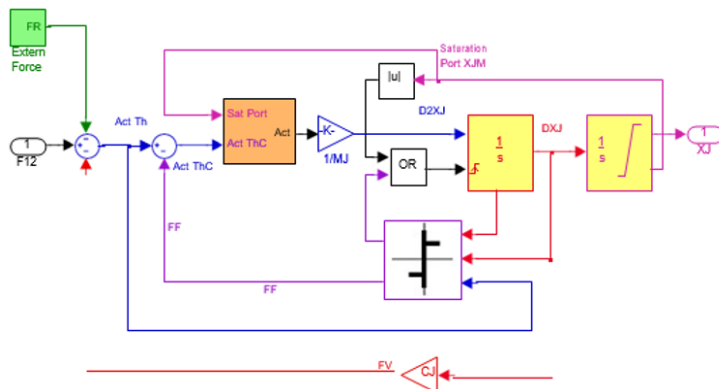 FR
Extern
Force
Saturation
Port XJM
|u|
Act Th
Sat Port
Act
Act ThC
-K-
D2XJ
1
s
DXJ
1
s
1
XJ
1
F12
Act ThC
1/MJ
OR
FF
FF
FV
CJ